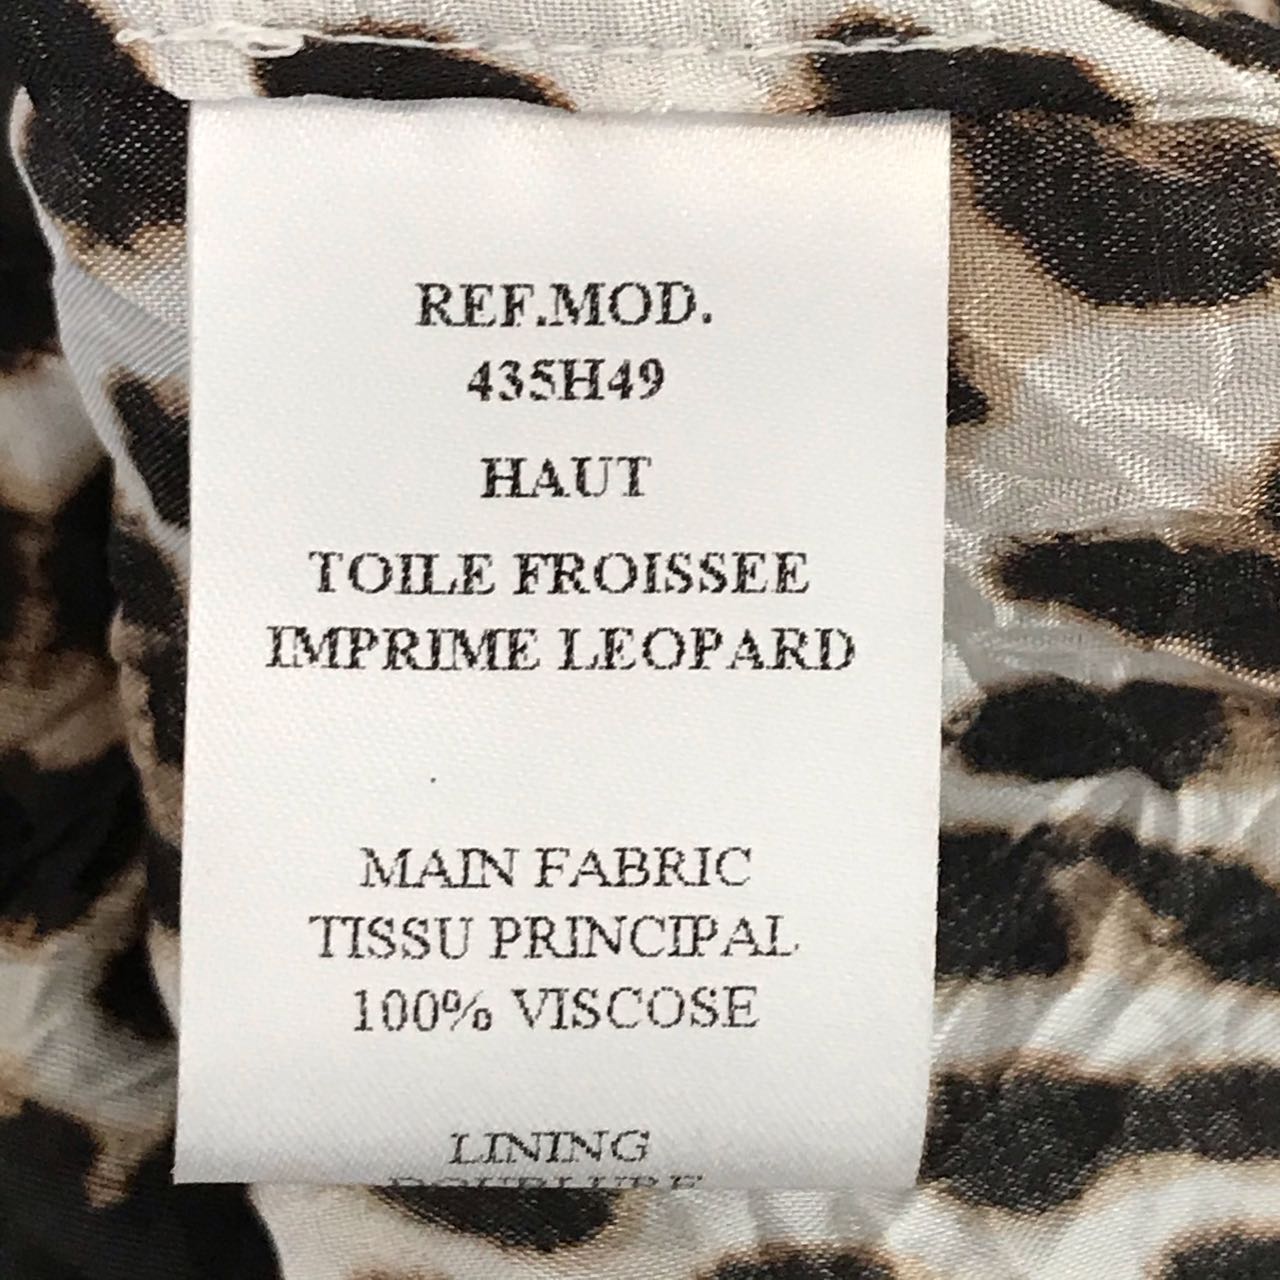 REF.MOD.
435H49
HAUT
TOILE FROISSEE
IMPRIME LEOPARD
MAIN FABRIC
TISSU PRINCIPAL
100% VISCOSE
LINING